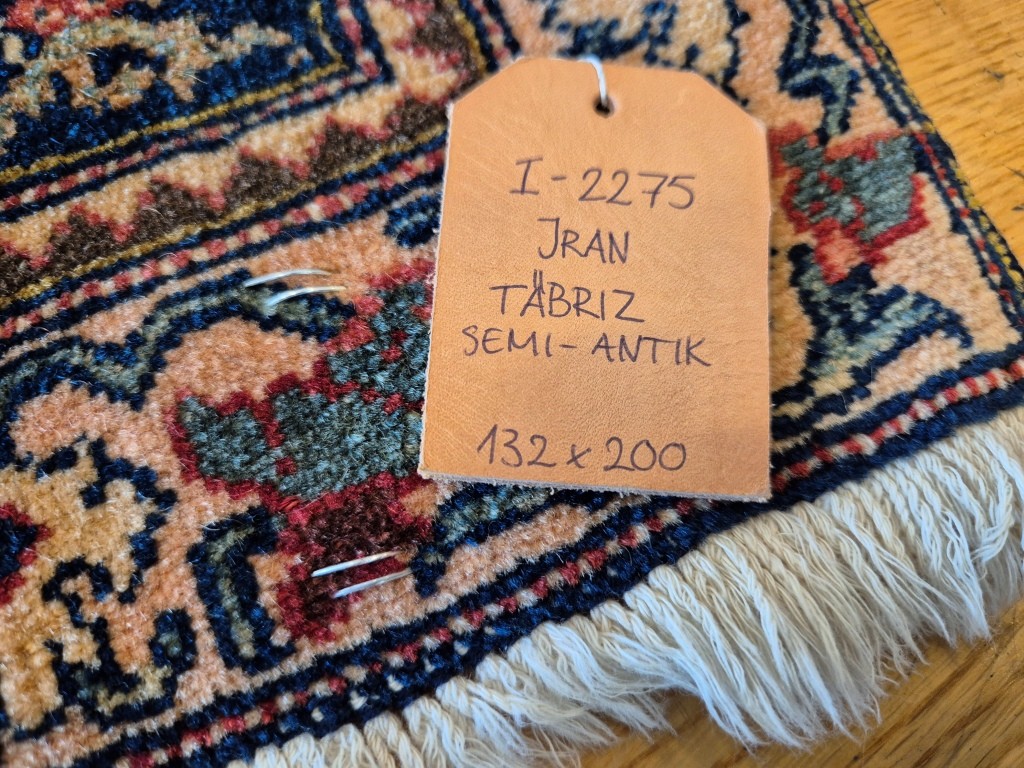 I-2275
JRAN
TÄBRIZ
SEMI-ANTIK
132 x 200